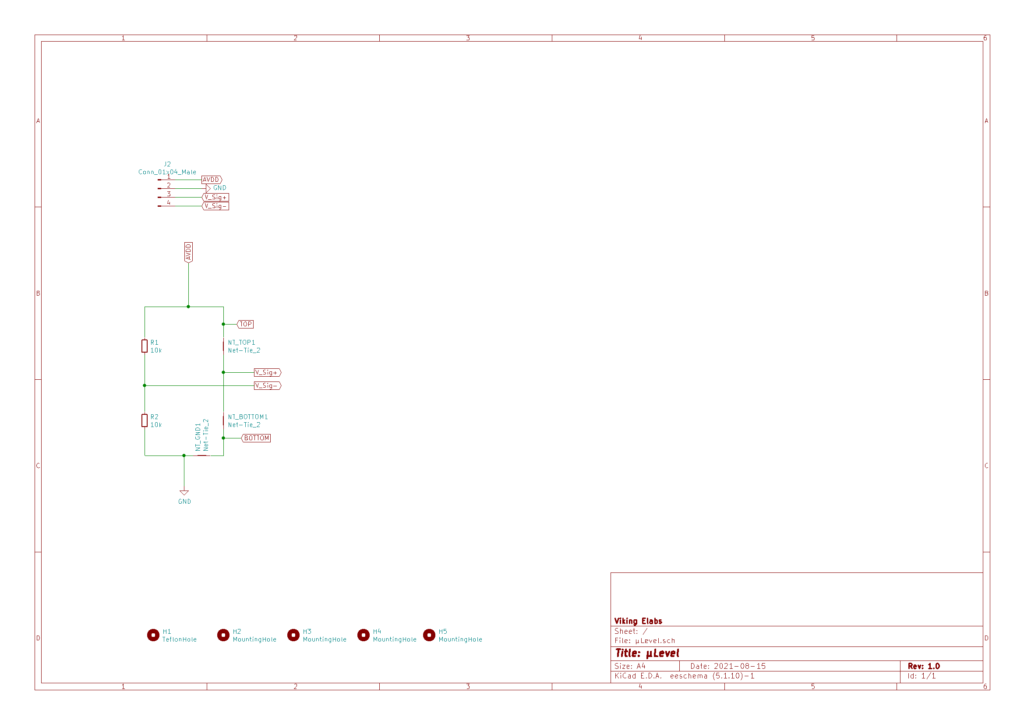 1 2 3 4 5 6
A A
J2
Conn_01x04_Male
1 AVDD
2 GND
3 V_Sig+
4 V_Sig-
AVDD
B B
TOP
R1
10k
NT_TOP1
Net-Tie_2
V_Sig+
V_Sig-
R2
10k
NT_BOTTOM1
Net-Tie_2
NT_GND1
Net-Tie_2
BOTTOM
C C
GND
H1
TeflonHole
H2
MountingHole
H3
MountingHole
H4
MountingHole
H5
MountingHole
D D
Viking Elabs
Sheet: /
File: µLevel.sch
Title: µLevel
Size: A4 Date: 2021-08-15 Rev: 1.0
KiCad E.D.A. eeschema (5.1.10)-1 Id: 1/1
1 2 3 4 5 6